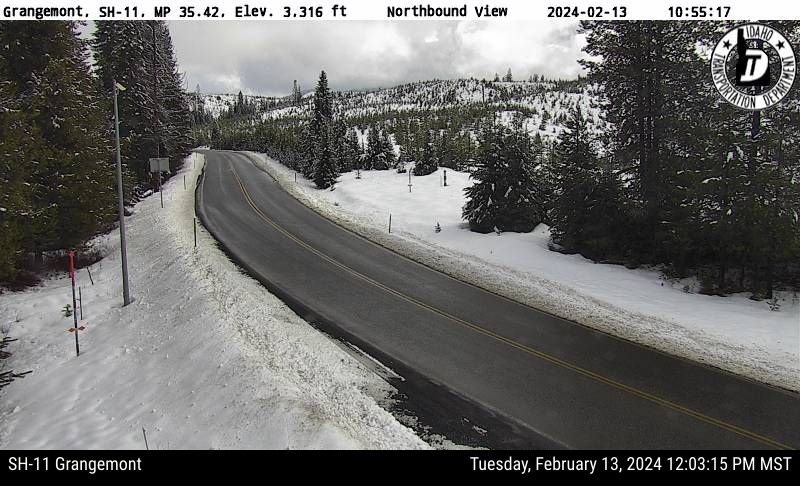 Grangemont, SH-11, MP 35.42, Elev. 3,316 ft Northbound View 2024-02-13 10:55:17
IDAHO
TRANSPORTATION DEPARTMENT
SH-11 Grangemont Tuesday, February 13, 2024 12:03:15 PM MST